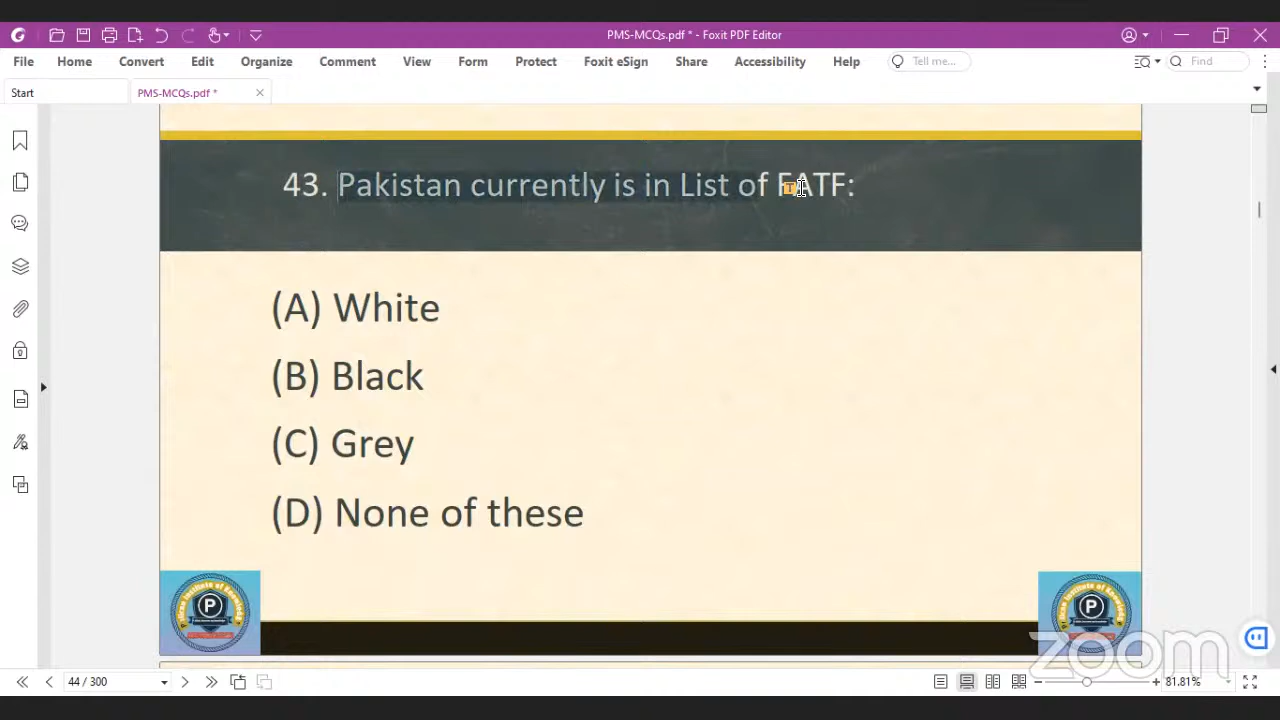 PMS-MCQs.pdf * - Foxit PDF Editor
File Home Convert Edit Organize Comment View Form Protect Foxit eSign Share Accessibility Help Tell me... Find
Start PMS-MCQs.pdf *
43. Pakistan currently is in List of FATF:
(A) White
(B) Black
(C) Grey
(D) None of these
P
P
zoom
44 / 300
81.81%